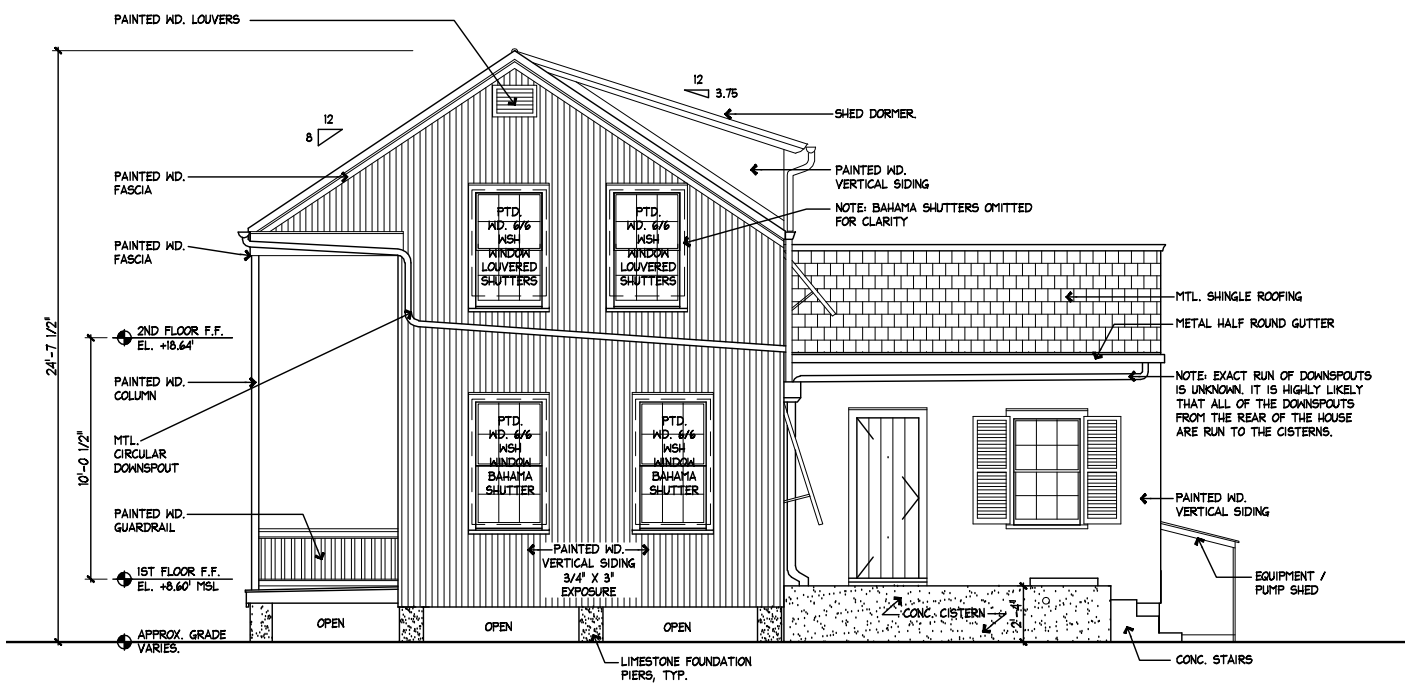 PAINTED WD. LOUVERS
12
3.75
SHED DORMER.
12
8
PAINTED WD.
FASCIA
PAINTED WD.
VERTICAL SIDING
NOTE: BAHAMA SHUTTERS OMITTED
FOR CLARITY
PTD.
WD. 6/6
WSH
WINDOW
LOUVERED
SHUTTERS
PTD.
WD. 6/6
WSH
WINDOW
LOUVERED
SHUTTERS
PAINTED WD.
FASCIA
MTL. SHINGLE ROOFING
METAL HALF ROUND GUTTER
24'-7 1/2"
2ND FLOOR F.F.
EL. +18.64'
PAINTED WD.
COLUMN
NOTE: EXACT RUN OF DOWNSPOUTS
IS UNKNOWN. IT IS HIGHLY LIKELY
THAT ALL OF THE DOWNSPOUTS
FROM THE REAR OF THE HOUSE
ARE RUN TO THE CISTERNS.
MTL.
CIRCULAR
DOWNSPOUT
10'-0 1/2"
PTD.
WD. 6/6
WSH
WINDOW
BAHAMA
SHUTTER
PTD.
WD. 6/6
WSH
WINDOW
BAHAMA
SHUTTER
PAINTED WD.
GUARDRAIL
PAINTED WD.
VERTICAL SIDING
PAINTED WD.
VERTICAL SIDING
3/4" X 3"
EXPOSURE
1ST FLOOR F.F.
EL. +8.60' MSL
EQUIPMENT /
PUMP SHED
CONC. CISTERN
2'-4"
OPEN
OPEN
OPEN
APPROX. GRADE
VARIES.
LIMESTONE FOUNDATION
PIERS, TYP.
CONC. STAIRS